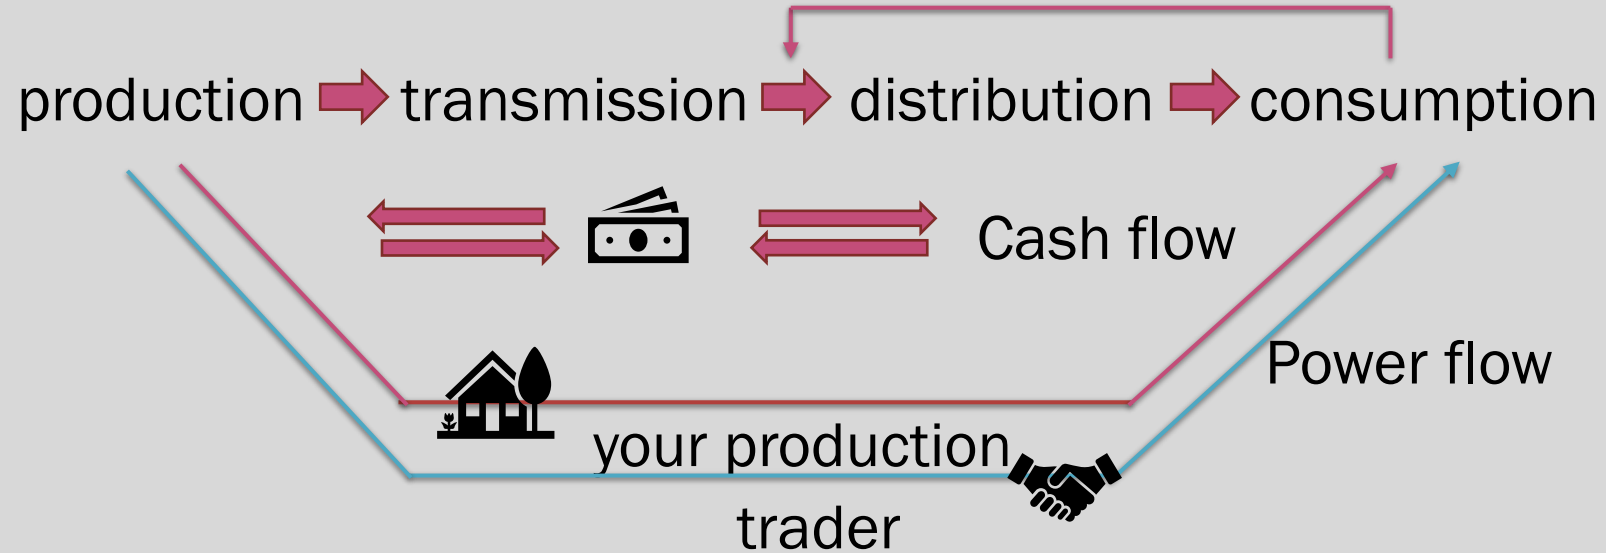 production transmission distribution consumption
Cash flow
Power flow
your production
trader